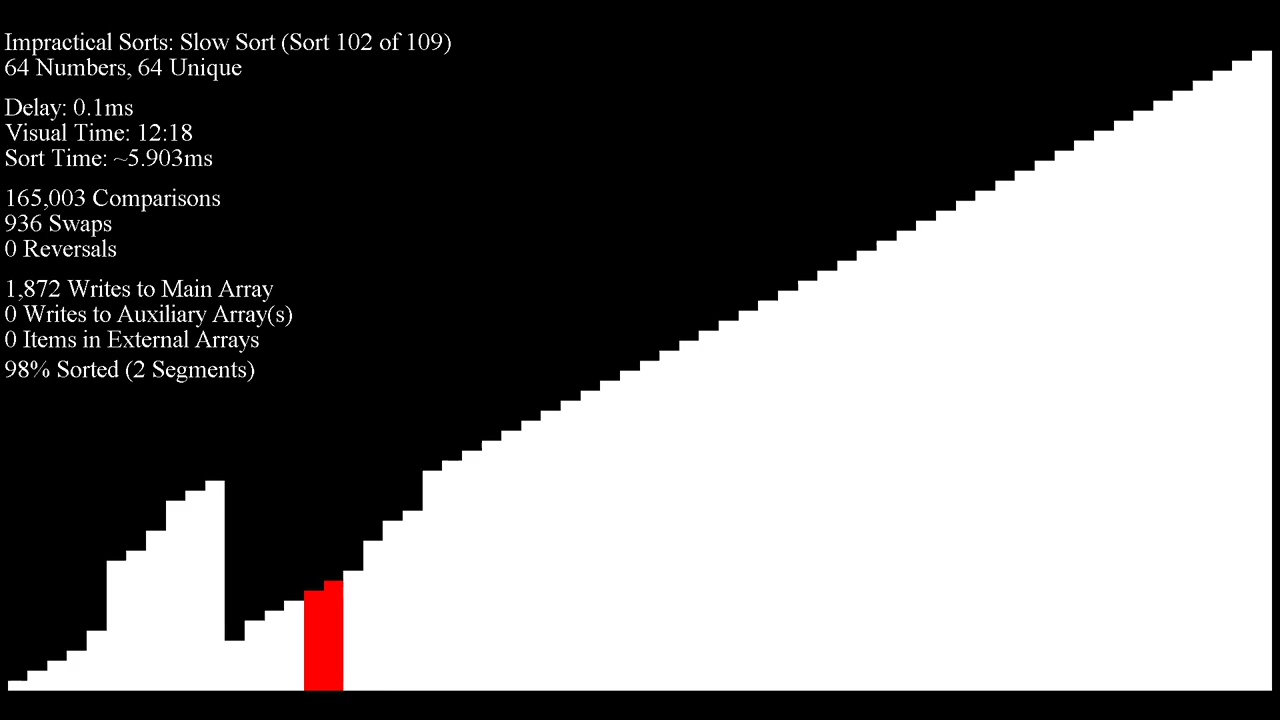 Impractical Sorts: Slow Sort (Sort 102 of 109)
64 Numbers, 64 Unique
Delay: 0.1ms
Visual Time: 12:18
Sort Time: ~5.903ms
165,003 Comparisons
936 Swaps
0 Reversals
1,872 Writes to Main Array
0 Writes to Auxiliary Array(s)
0 Items in External Arrays
98% Sorted (2 Segments)